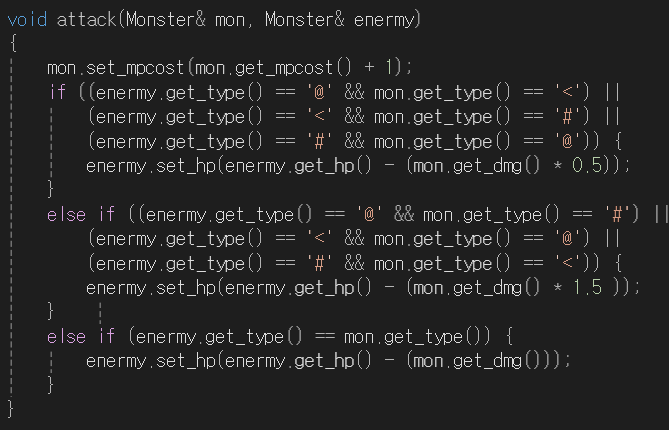 void attack(Monster& mon, Monster& enermy)
{
mon.set_mpcost(mon.get_mpcost() + 1);
if ((enermy.get_type() == '@' && mon.get_type() == '<') ||
(enermy.get_type() == '<' && mon.get_type() == '#') ||
(enermy.get_type() == '#' && mon.get_type() == '@')) {
enermy.set_hp(enermy.get_hp() - (mon.get_dmg() * 0.5));
}
else if ((enermy.get_type() == '@' && mon.get_type() == '#') ||
(enermy.get_type() == '<' && mon.get_type() == '@') ||
(enermy.get_type() == '#' && mon.get_type() == '<')) {
enermy.set_hp(enermy.get_hp() - (mon.get_dmg() * 1.5 ));
}
else if (enermy.get_type() == mon.get_type()) {
enermy.set_hp(enermy.get_hp() - (mon.get_dmg()));
}
}